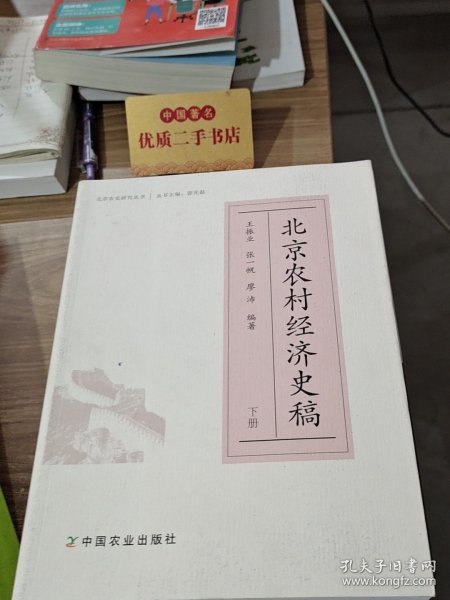 中国著名
优质二手书店
北京农史研究丛书 | 丛书主编：郭光磊
北京农村经济史稿
王振业 张一帆 廖沛 编著
下册
中国农业出版社
孔夫子旧书网
www.kongfz.com